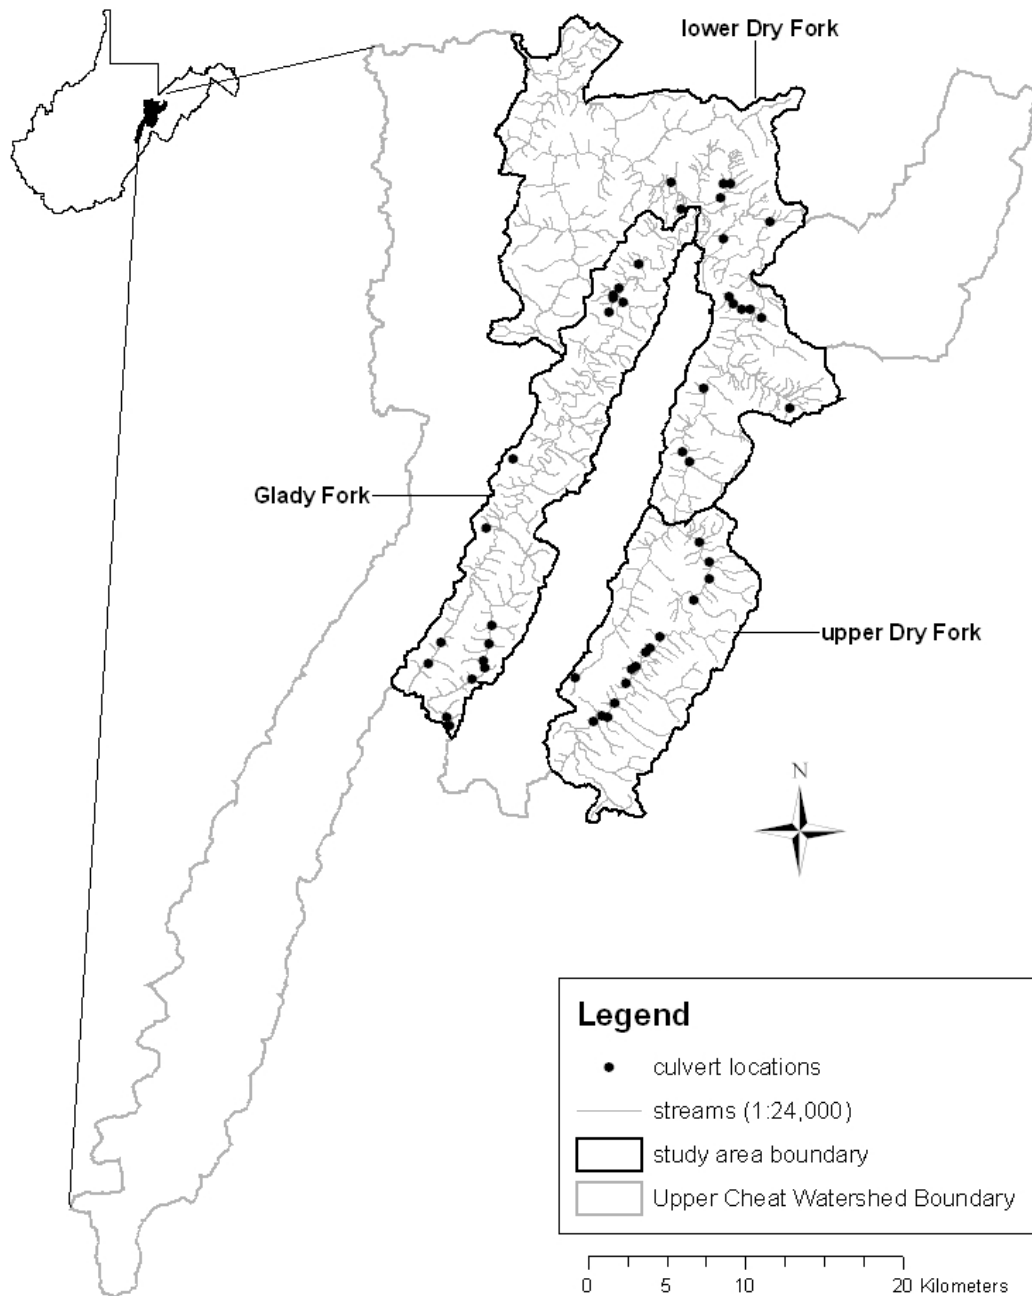 lower Dry Fork
Glady Fork
upper Dry Fork
N
Legend
culvert locations
streams (1:24,000)
study area boundary
Upper Cheat Watershed Boundary
0 5 10 20 Kilometers